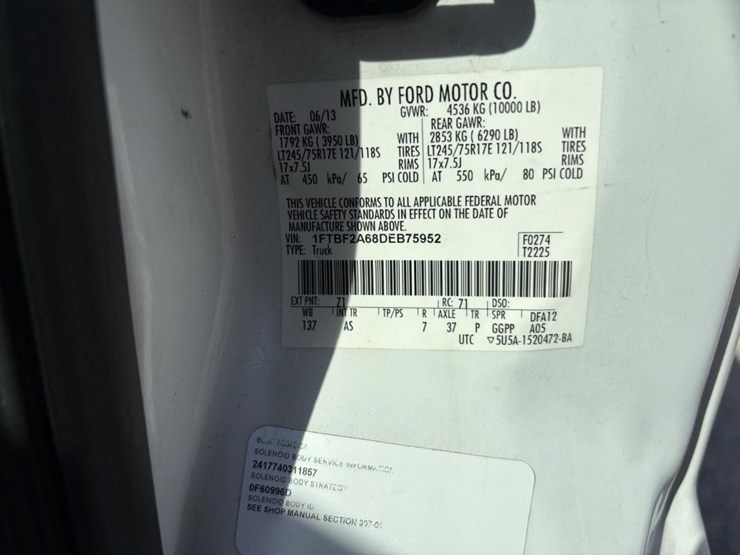 MFD. BY FORD MOTOR CO.
DATE: 06/13 GVWR: 4536 KG (10000 LB)
FRONT GAWR: REAR GAWR:
1792 KG ( 3950 LB) WITH 2853 KG ( 6290 LB) WITH
LT245/75R17E 121/118S TIRES LT245/75R17E 121/118S TIRES
17x7.5J RIMS 17x7.5J RIMS
AT 450 kPa/ 65 PSI COLD AT 550 kPa/ 80 PSI COLD
THIS VEHICLE CONFORMS TO ALL APPLICABLE FEDERAL MOTOR
VEHICLE SAFETY STANDARDS IN EFFECT ON THE DATE OF
MANUFACTURE SHOWN ABOVE.
VIN: 1FTBF2A68DEB75952 F0274
TYPE: Truck T2225
EXT PNT: Z1 RC: 71 DSO:
WB INT TR TP/PS R AXLE TR SPR DFA12
137 AS 7 37 P GGPP A05
UTC ▽5U5A-1520472-BA
SOLENOID BODY SERVICE INFORMATION
2417740311857
SOLENOID BODY STRATEGY
0F60996D
SOLENOID BODY ID
SEE SHOP MANUAL SECTION